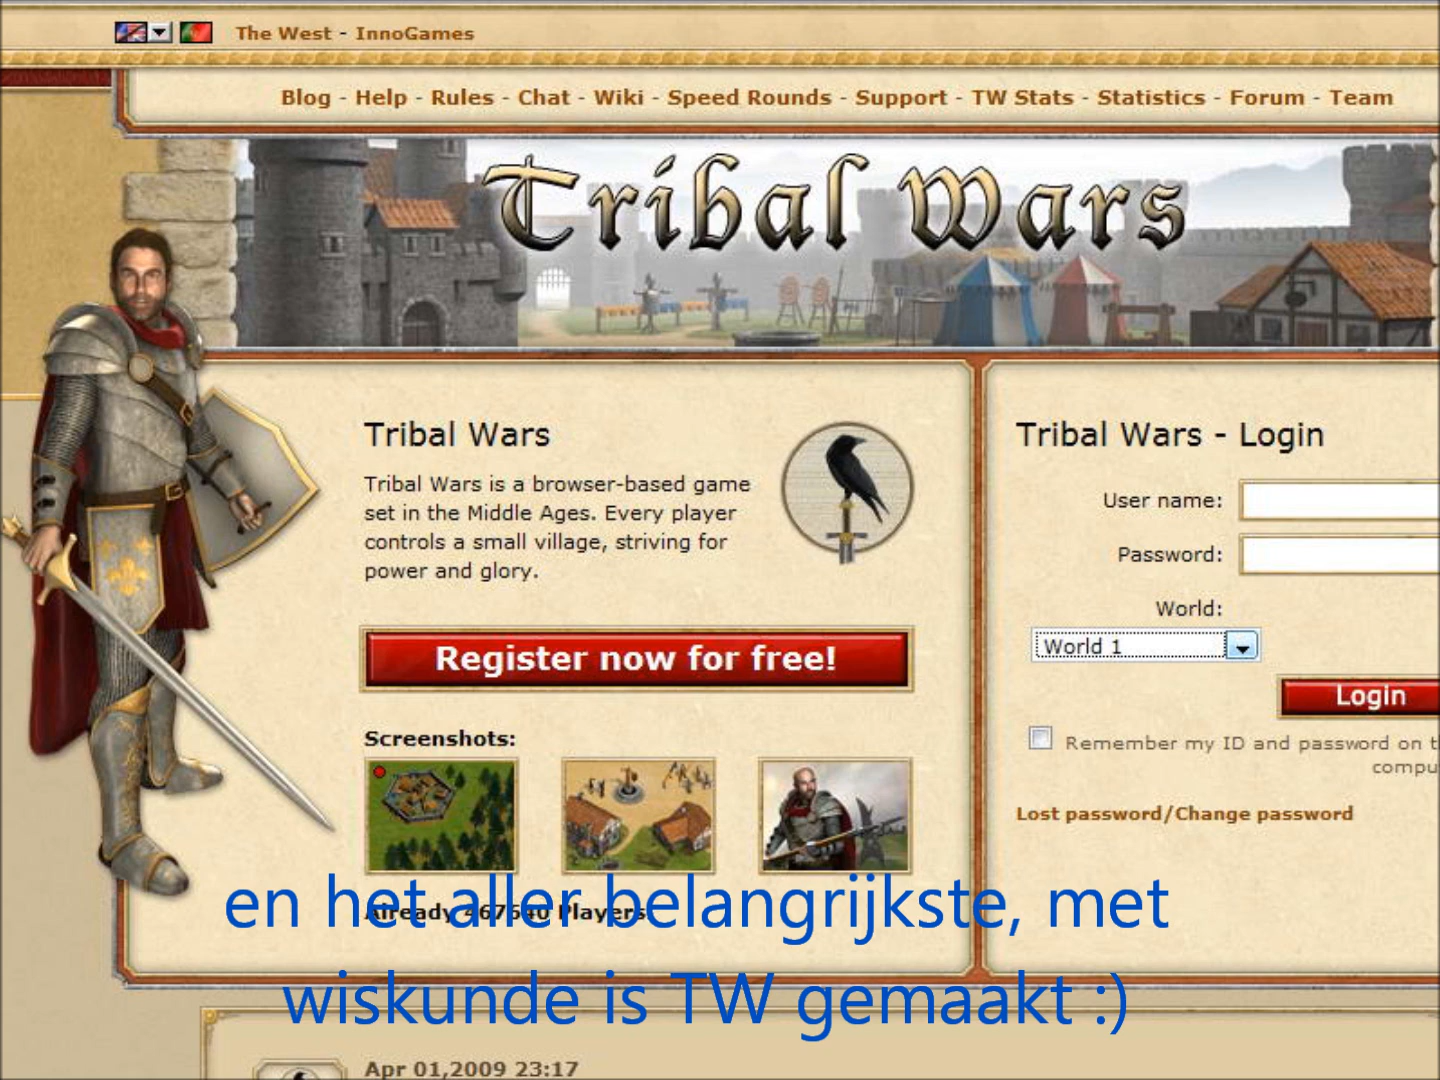 The West - InnoGames
Blog - Help - Rules - Chat - Wiki - Speed Rounds - Support - TW Stats - Statistics - Forum - Team
Tribal Wars
Tribal Wars
Tribal Wars is a browser-based game
set in the Middle Ages. Every player
controls a small village, striving for
power and glory.
Register now for free!
Screenshots:
Already 467640 Players
Tribal Wars - Login
User name:
Password:
World:
World 1
Login
Remember my ID and password on
compu
Lost password/Change password
en het aller belangrijkste, met
wiskunde is TW gemaakt :)
Apr 01,2009 23:17